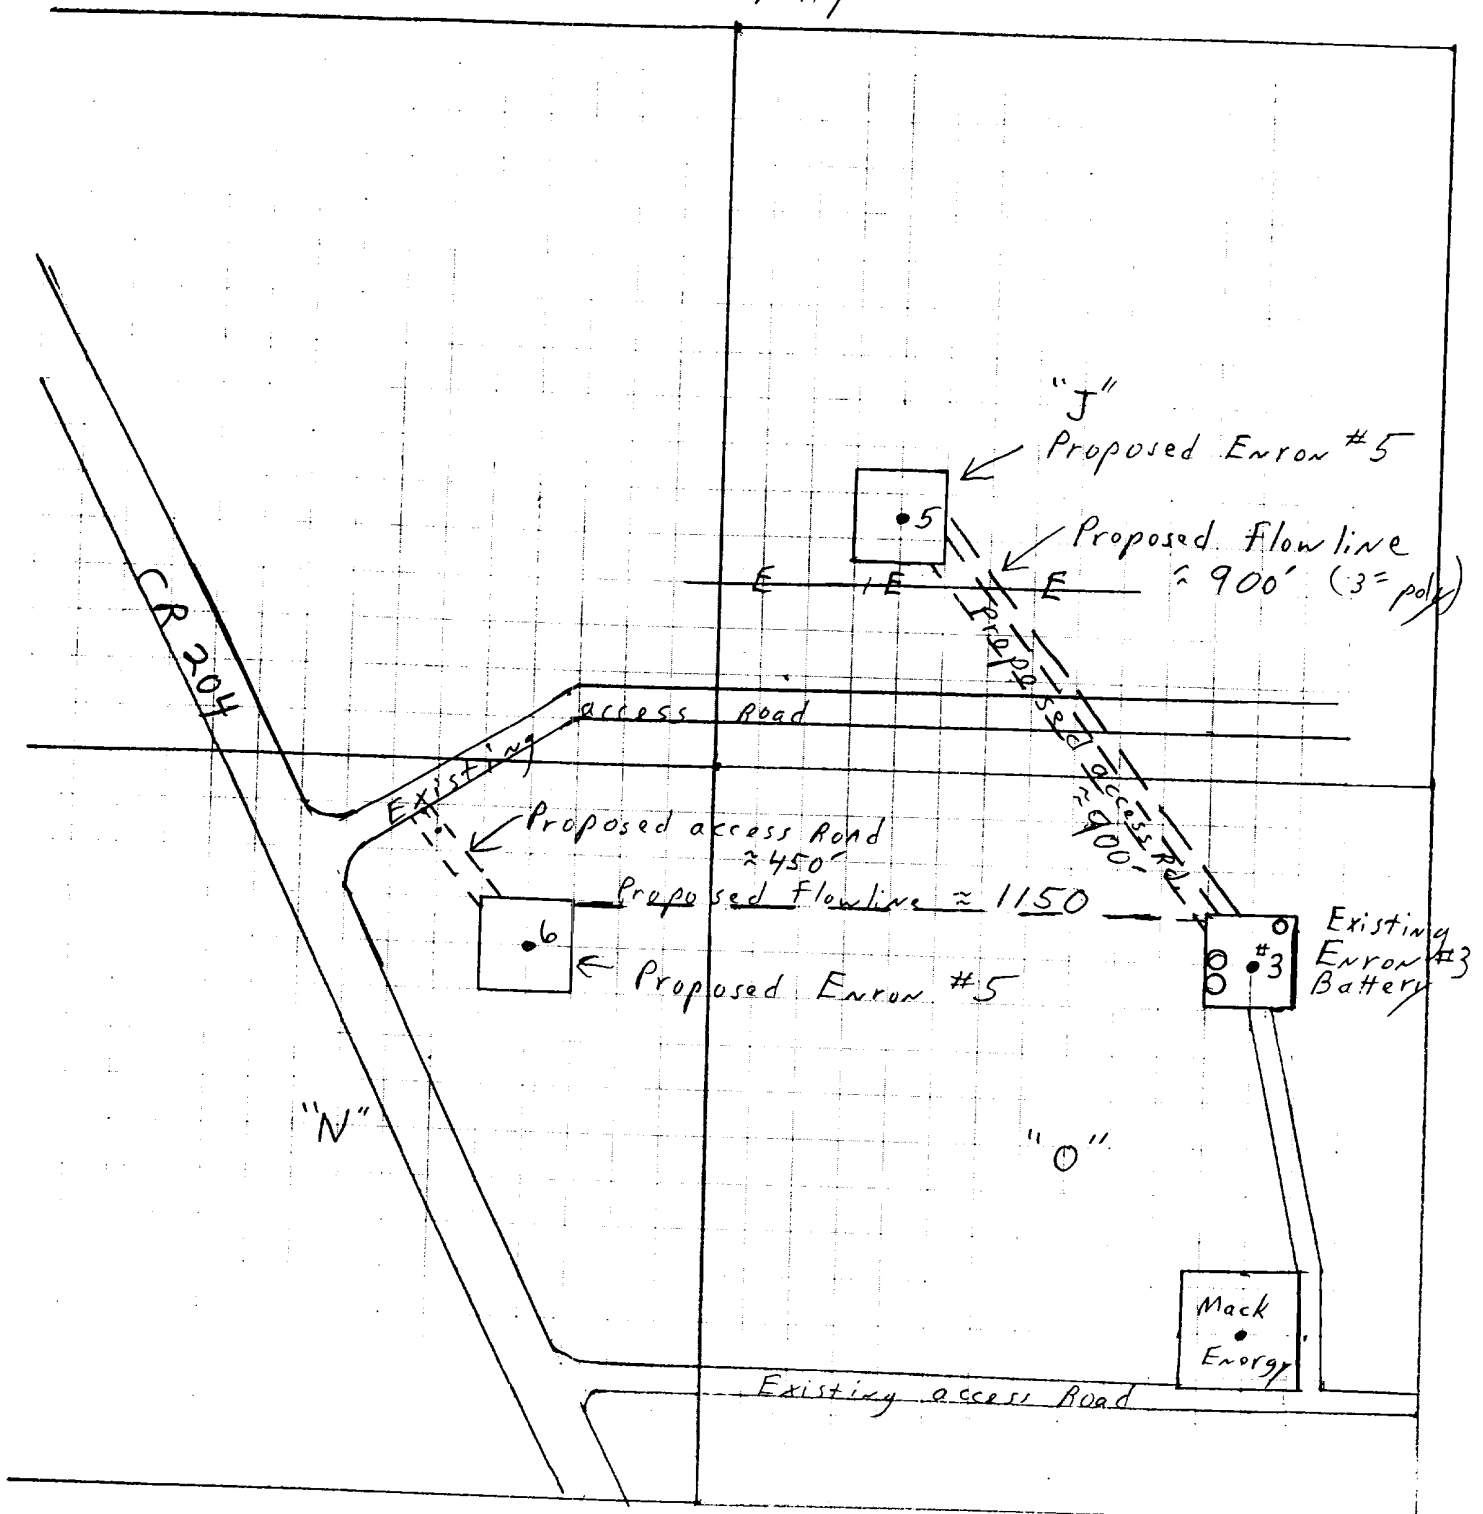 "J"
Proposed Enron #5
5
Proposed Flowline
≈ 900' (3" poly)
E E E
CR 204
Proposed access Rd.
≈ 900'
Existing access Road
Proposed access Road
≈ 450'
Proposed Flowline ≈ 1150
6
Proposed Enron #5
#3
Existing
Enron #3
Battery
"N"
"O"
Mack
Energy
Existing access Road